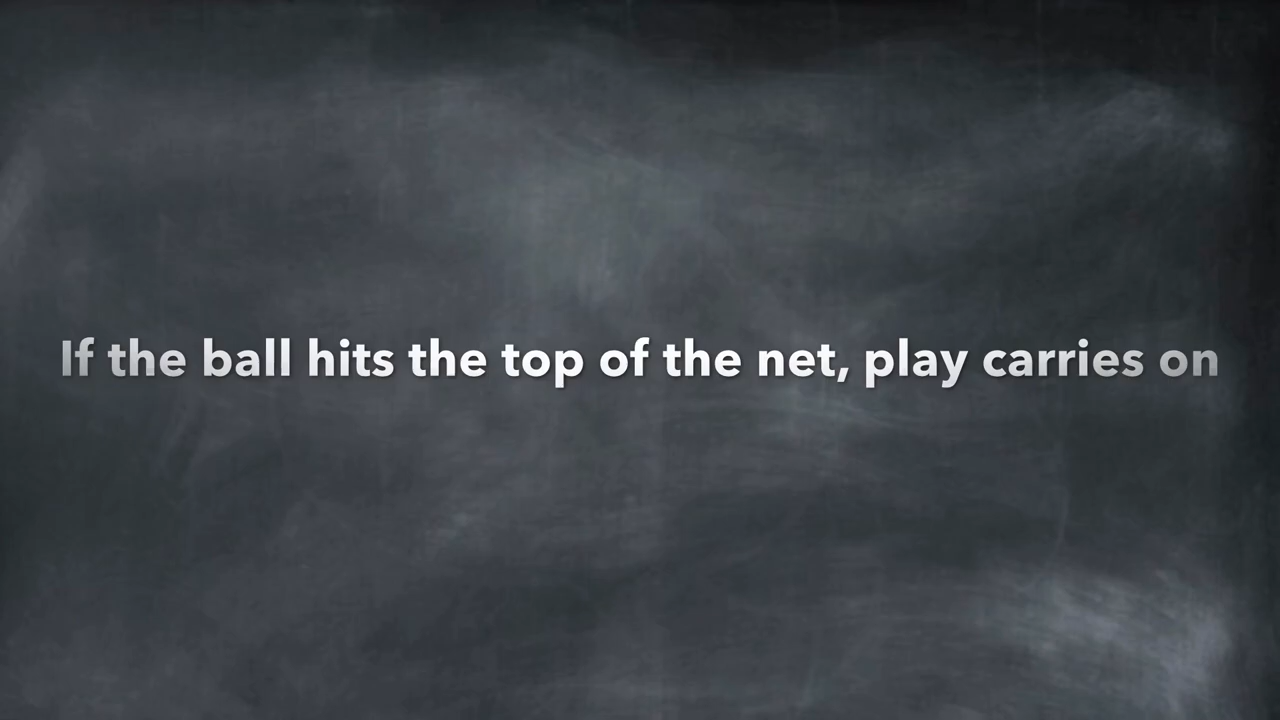 If the ball hits the top of the net, play carries on